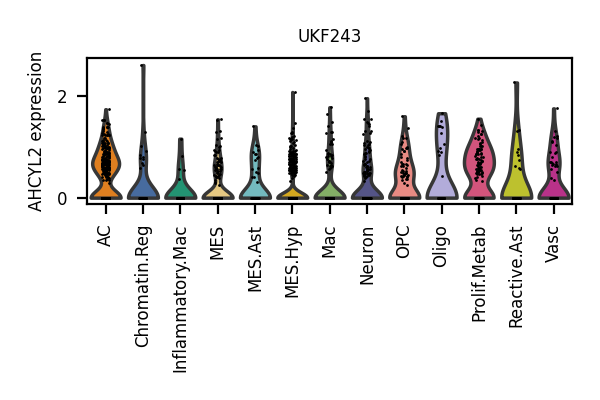 UKF243
AHCYL2 expression
2
0
AC
Chromatin.Reg
Inflammatory.Mac
MES
MES.Ast
MES.Hyp
Mac
Neuron
OPC
Oligo
Prolif.Metab
Reactive.Ast
Vasc